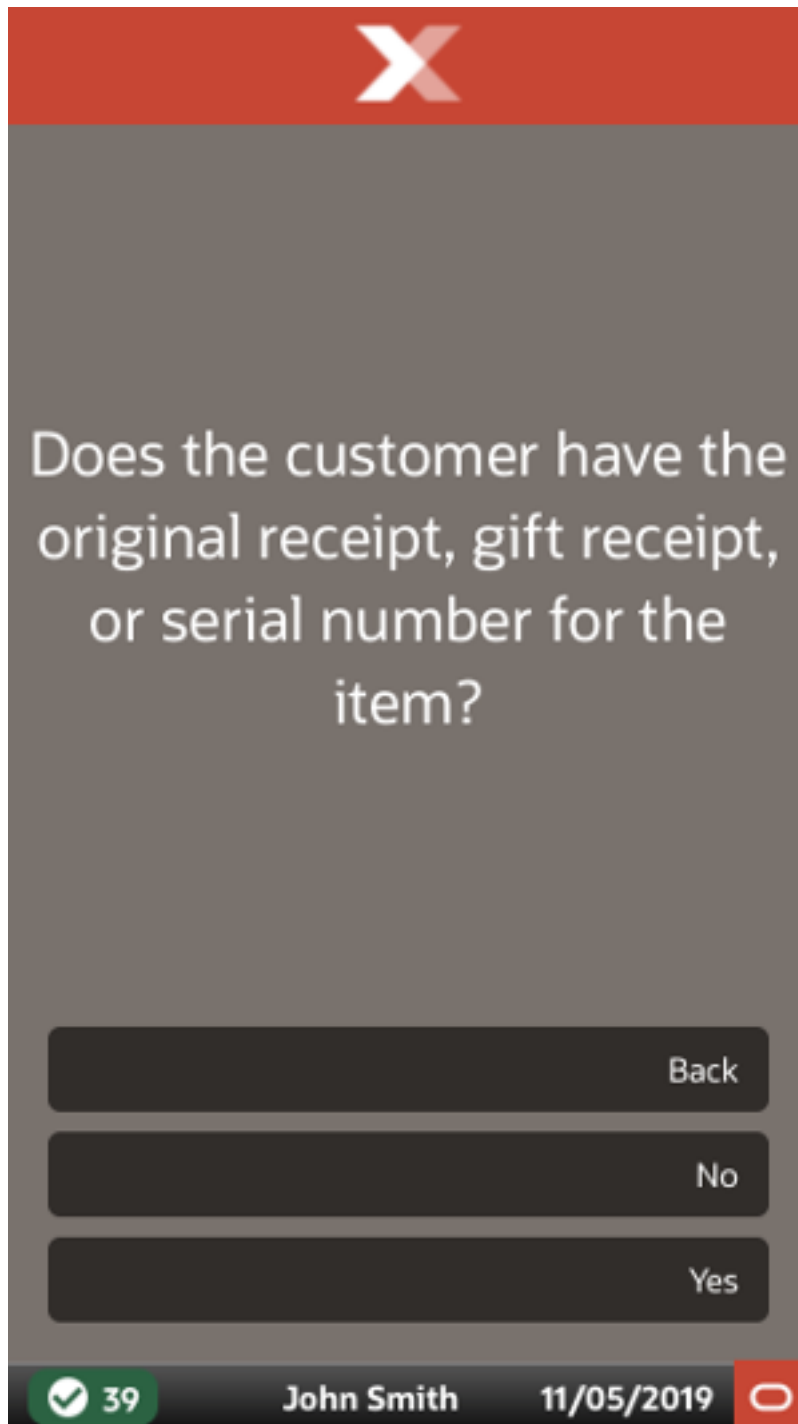 Does the customer have the
original receipt, gift receipt,
or serial number for the
item?
Back
No
Yes
39 John Smith 11/05/2019